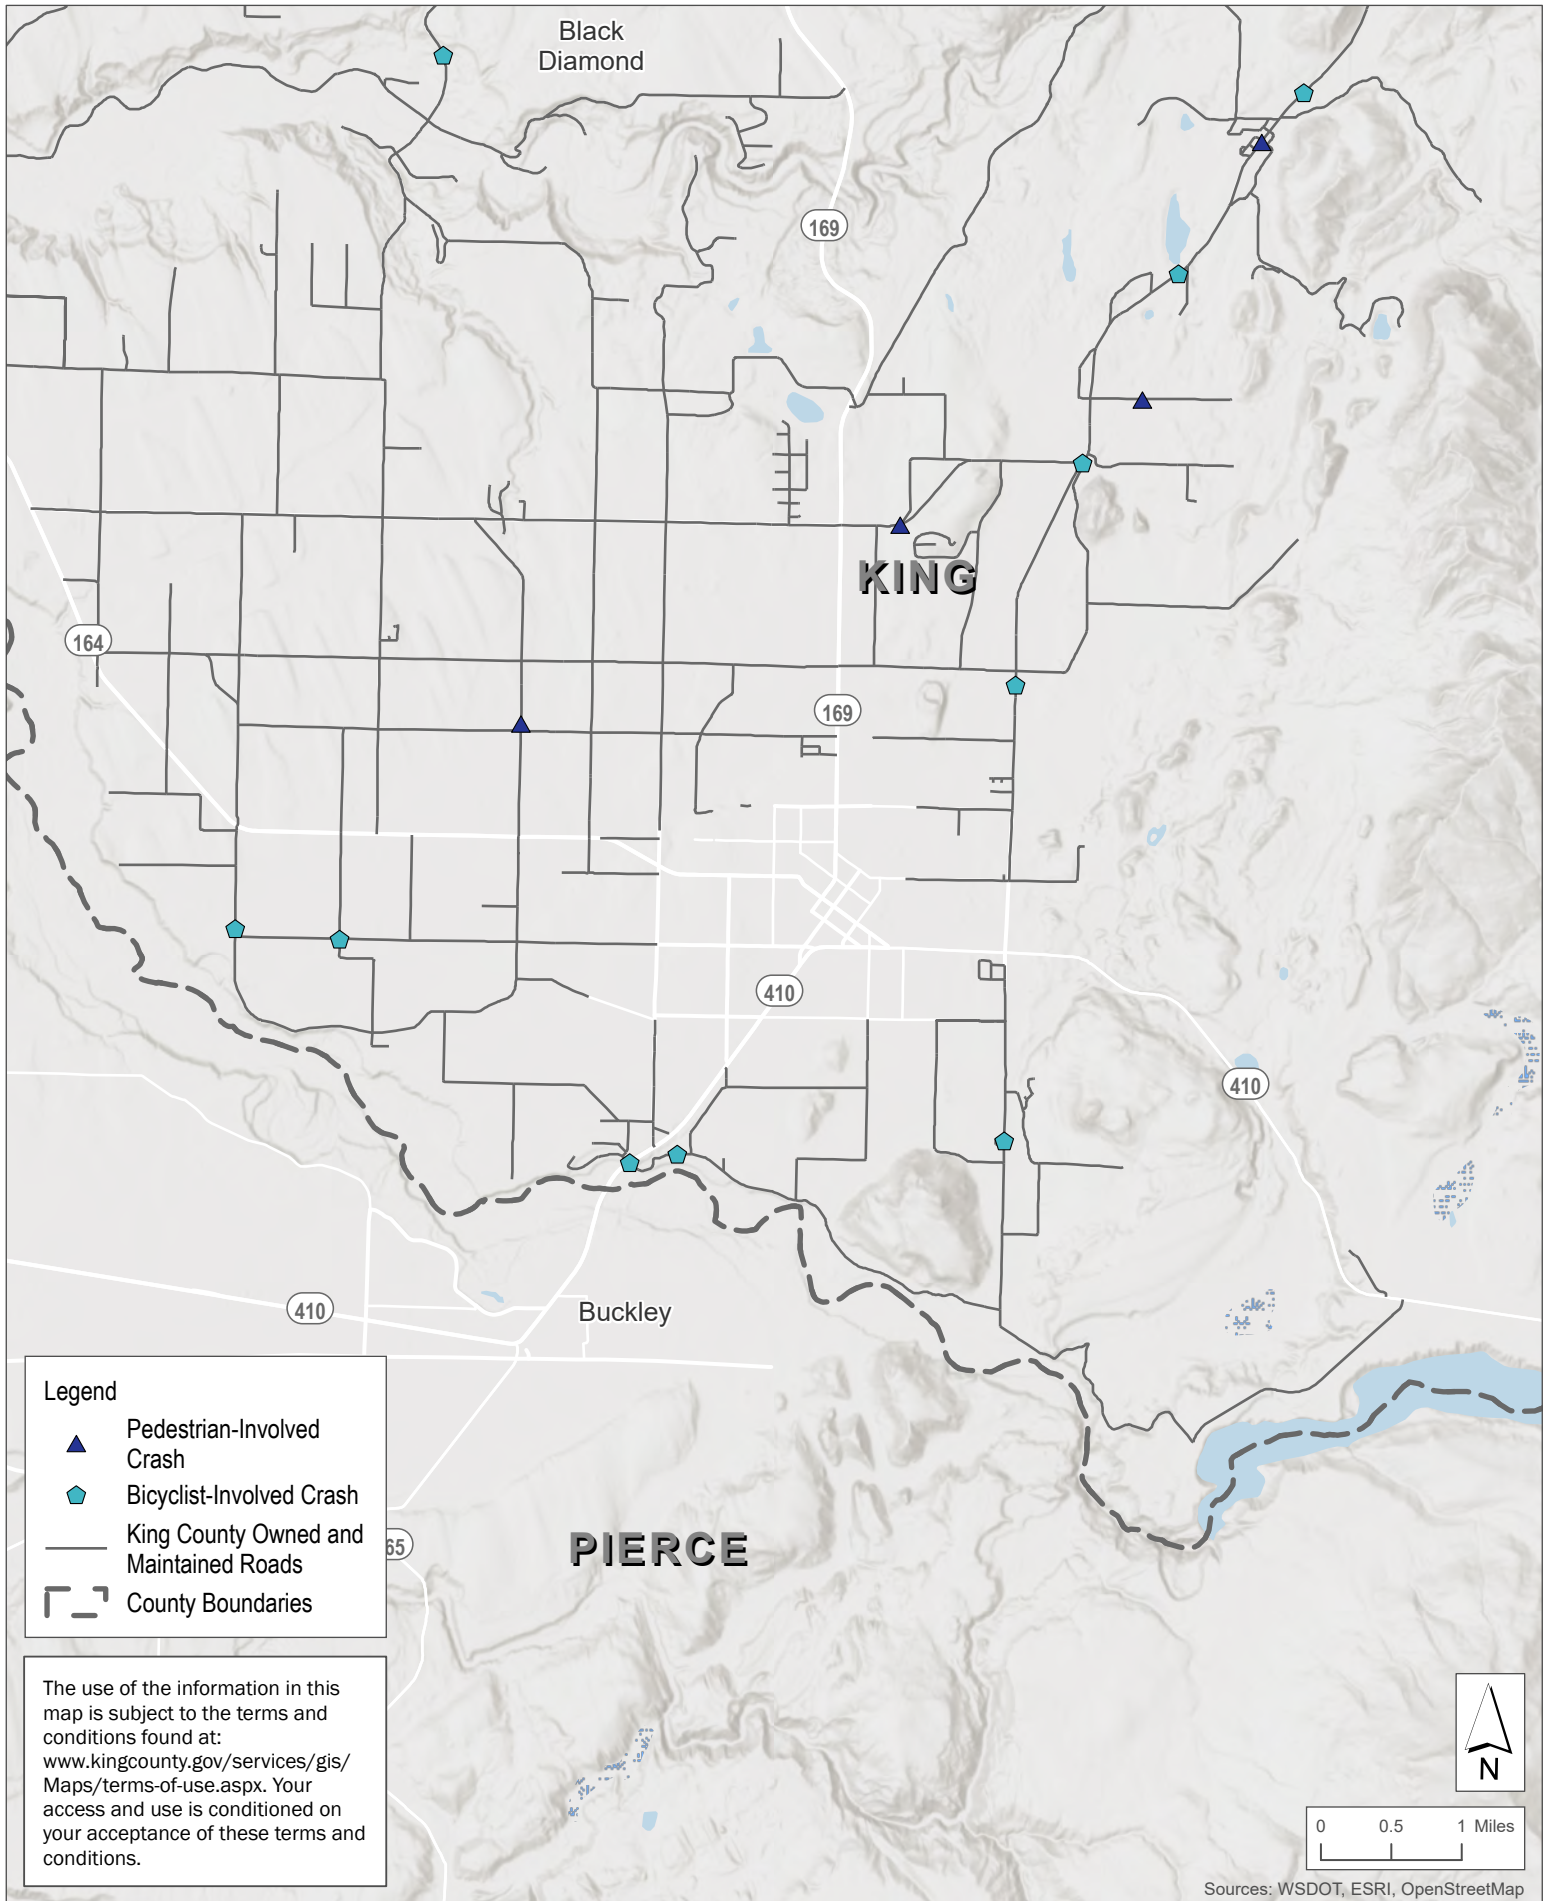 Black
Diamond
169
KING
164
169
410
410
410
Buckley
Legend
Pedestrian-Involved
Crash
Bicyclist-Involved Crash
King County Owned and
Maintained Roads
County Boundaries
65
PIERCE
The use of the information in this
map is subject to the terms and
conditions found at:
www.kingcounty.gov/services/gis/
Maps/terms-of-use.aspx. Your
access and use is conditioned on
your acceptance of these terms and
conditions.
N
0 0.5 1 Miles
Sources: WSDOT, ESRI, OpenStreetMap